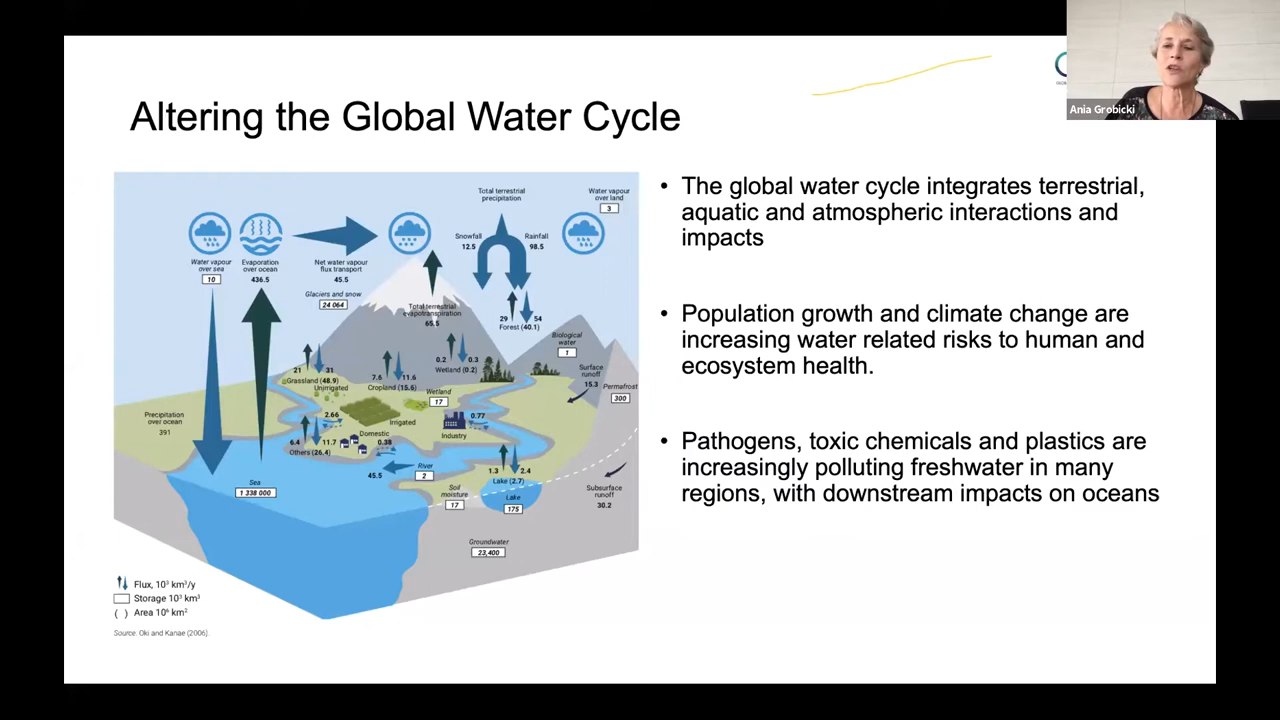 Ania Grobicki
Altering the Global Water Cycle
Total terrestrial
precipitation
Water vapour
over land
3
Snowfall
12.5
Rainfall
98.5
Water vapour
over sea
10
Evaporation
over ocean
436.5
Net water vapour
flux transport
45.5
Glaciers and snow
24 064
Total terrestrial
evapotranspiration
65.5
29
54
Forest (40.1)
Biological
water
1
Surface
runoff
15.3
Permafrost
300
21
31
Grassland (48.9)
Unirrigated
7.6
11.6
Cropland (15.6)
0.2
0.3
Wetland (0.2)
Wetland
17
Precipitation
over ocean
391
2.66
Irrigated
0.77
Industry
6.4
11.7
Others (26.4)
Domestic
0.38
45.5
River
2
1.3
2.4
Lake (2.7)
Sea
1 338 000
Soil
moisture
17
Lake
175
Subsurface
runoff
30.2
Groundwater
23,400
Flux, 10³ km³/y
Storage 10³ km³
( ) Area 10⁶ km²
Source: Oki and Kanae (2006).
• The global water cycle integrates terrestrial,
aquatic and atmospheric interactions and
impacts
• Population growth and climate change are
increasing water related risks to human and
ecosystem health.
• Pathogens, toxic chemicals and plastics are
increasingly polluting freshwater in many
regions, with downstream impacts on oceans